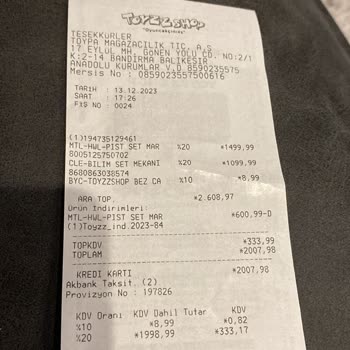 TOYZZ SHOP
"Oyuncakçınız"
TEŞEKKÜRLER
TOYPA MAĞAZACILIK TİC. A.Ş
17 EYLÜL MH. GÖNEN YOLU CD. NO:2/1
K:2-14 BANDIRMA BALIKESİR
ANADOLU KURUMLAR V.D 8590235575
Mersis No : 0859023557500616
TARİH : 13.12.2023
SAAT : 17:26
FİŞ NO : 0024
(1)194735129461
MTL-HWL-PIST SET MAR %20 *1499,99
8005125750702
CLE-BILIM SET MEKANI %20 *1099,99
8680863038574
BYC-TOYZZSHOP BEZ CA %10 *8,99
ARA TOP. *2.608,97
Ürün İndirimleri:
MTL-HWL-PIST SET MAR *600,99-D
(1)Toyzz_ind.2023-84
TOPKDV *333,99
TOPLAM *2007,98
KREDİ KARTI *2007,98
Akbank Taksit. (2)
Provizyon No : 197826
KDV Oranı KDV Dahil Tutar KDV
%10 *8,99 *0,82
%20 *1998,99 *333,17